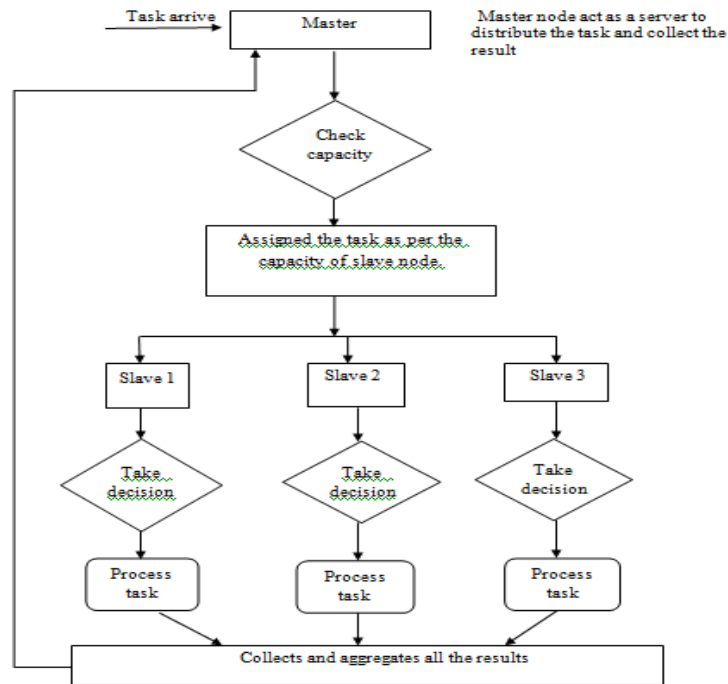 Task arrive
Master
Master node act as a server to
distribute the task and collect the
result
Check
capacity
Assigned the task as per the
capacity of slave node.
Slave 1
Slave 2
Slave 3
Take
decision
Take
decision
Take
decision
Process
task
Process
task
Process
task
Collects and aggregates all the results